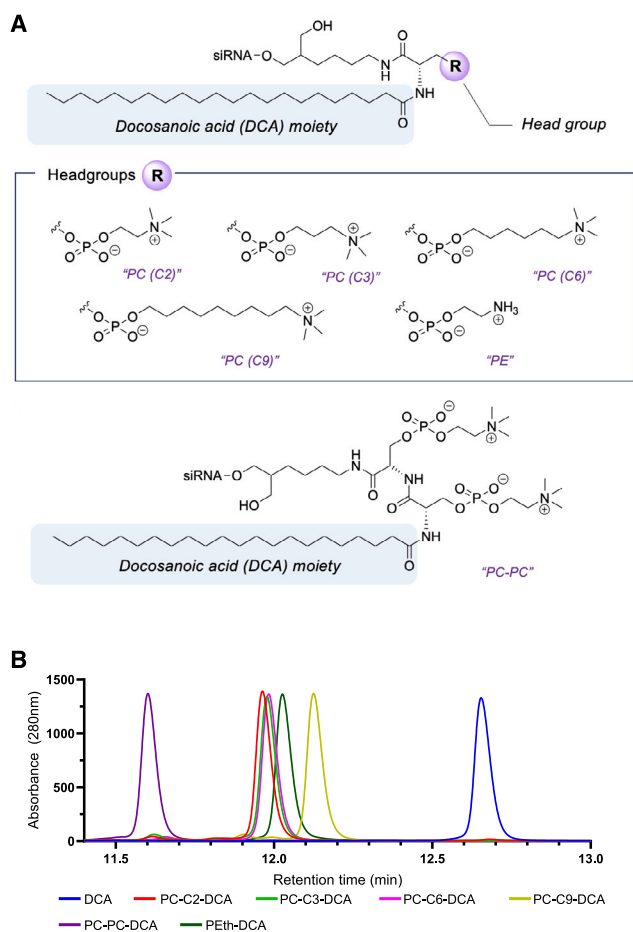 A
OH
siRNA
O
N
H
O
R
NH
O
Docosanoic acid (DCA) moiety
Head group
Headgroups R
O P O O O⊖ N⊕
"PC (C2)"
O P O O O⊖ N⊕
"PC (C3)"
O P O O O⊖ N⊕
"PC (C6)"
O P O O O⊖ N⊕
"PC (C9)"
O P O O O⊖ NH3⊕
"PE"
O P O O O⊖ N⊕
siRNA
O
HO
H
N
O
NH
O
O P O O O⊖ N⊕
NH
O
Docosanoic acid (DCA) moiety
"PC-PC"
B
Absorbance (280nm)
1500
1000
500
0
11.5 12.0 12.5 13.0
Retention time (min)
DCA PC-C2-DCA PC-C3-DCA PC-C6-DCA PC-C9-DCA
PC-PC-DCA PEth-DCA